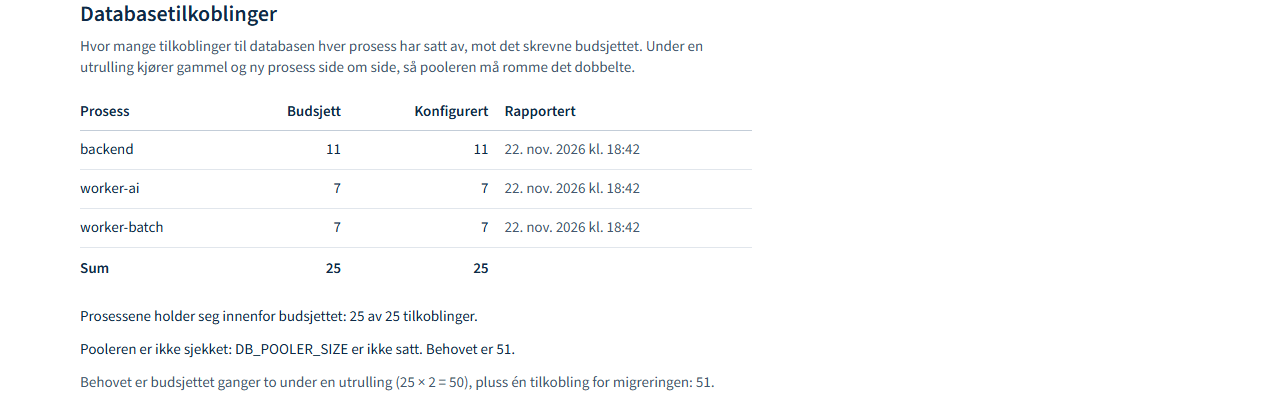 Databasetilkoblinger
Hvor mange tilkoblinger til databasen hver prosess har satt av, mot det skrevne budsjettet. Under en
utrulling kjører gammel og ny prosess side om side, så pooleren må romme det dobbelte.
Prosess Budsjett Konfigurert Rapportert
backend 11 11 22. nov. 2026 kl. 18:42
worker-ai 7 7 22. nov. 2026 kl. 18:42
worker-batch 7 7 22. nov. 2026 kl. 18:42
Sum 25 25
Prosessene holder seg innenfor budsjettet: 25 av 25 tilkoblinger.
Pooleren er ikke sjekket: DB_POOLER_SIZE er ikke satt. Behovet er 51.
Behovet er budsjettet ganger to under en utrulling (25 × 2 = 50), pluss én tilkobling for migreringen: 51.